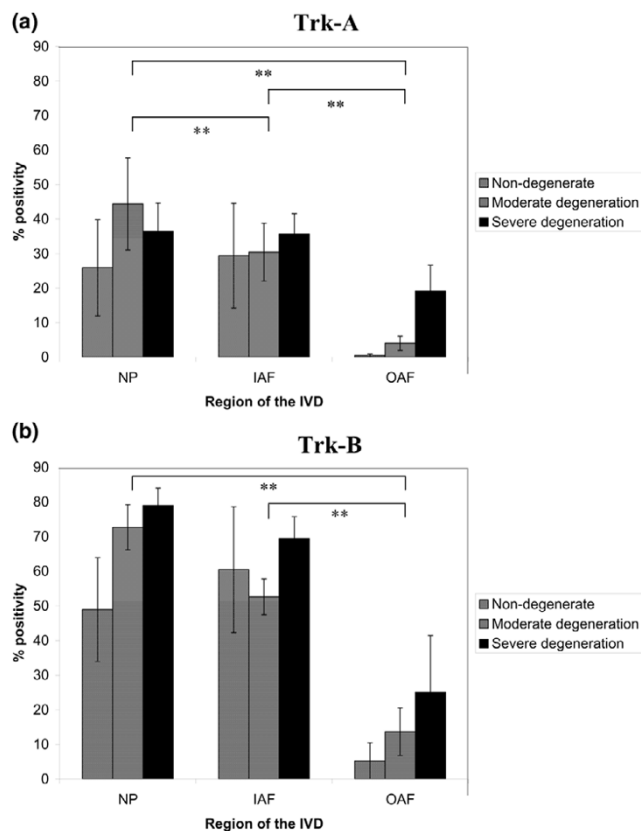 (a)
Trk-A
90
80
70
60
50
40
30
20
10
0
% positivity
**
**
**
Non-degenerate
Moderate degeneration
Severe degeneration
NP IAF OAF
Region of the IVD
(b)
Trk-B
90
80
70
60
50
40
30
20
10
0
% positivity
**
**
Non-degenerate
Moderate degeneration
Severe degeneration
NP IAF OAF
Region of the IVD